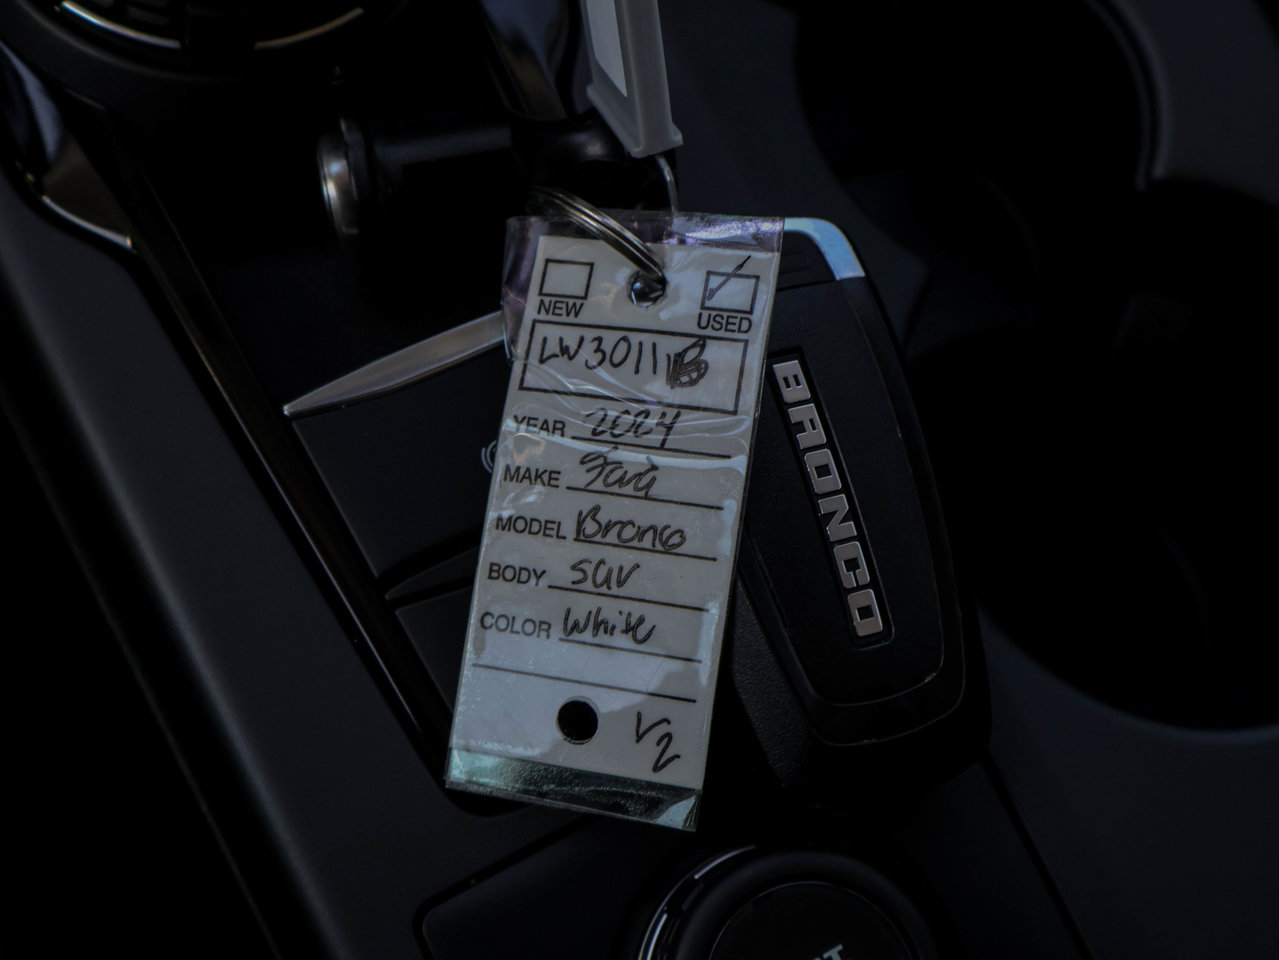 NEW USED
LW3011B
YEAR 2024
MAKE Ford
MODEL Bronco
BODY SUV
COLOR White
V2
BRONCO